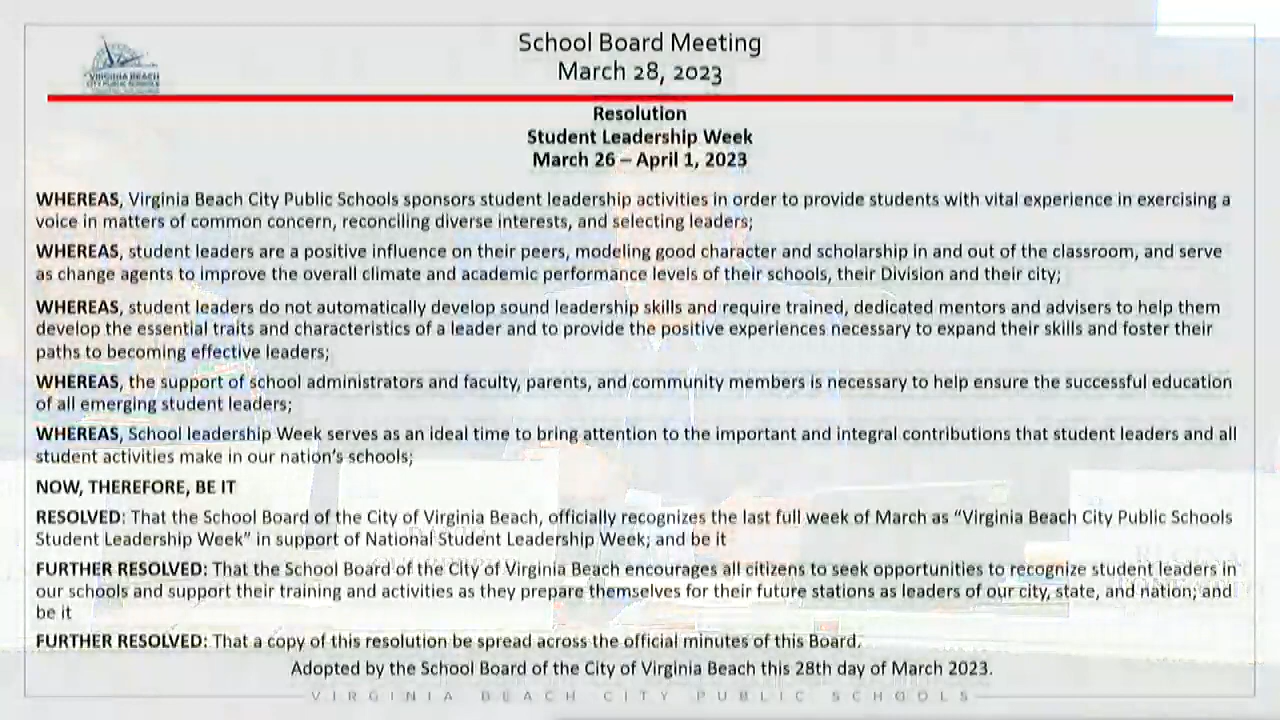 School Board Meeting
March 28, 2023
VIRGINIA BEACH
CITY PUBLIC SCHOOLS
Resolution
Student Leadership Week
March 26 – April 1, 2023
WHEREAS, Virginia Beach City Public Schools sponsors student leadership activities in order to provide students with vital experience in exercising a
voice in matters of common concern, reconciling diverse interests, and selecting leaders;
WHEREAS, student leaders are a positive influence on their peers, modeling good character and scholarship in and out of the classroom, and serve
as change agents to improve the overall climate and academic performance levels of their schools, their Division and their city;
WHEREAS, student leaders do not automatically develop sound leadership skills and require trained, dedicated mentors and advisers to help them
develop the essential traits and characteristics of a leader and to provide the positive experiences necessary to expand their skills and foster their
paths to becoming effective leaders;
WHEREAS, the support of school administrators and faculty, parents, and community members is necessary to help ensure the successful education
of all emerging student leaders;
WHEREAS, School leadership Week serves as an ideal time to bring attention to the important and integral contributions that student leaders and all
student activities make in our nation's schools;
NOW, THEREFORE, BE IT
RESOLVED: That the School Board of the City of Virginia Beach, officially recognizes the last full week of March as “Virginia Beach City Public Schools
Student Leadership Week” in support of National Student Leadership Week; and be it
FURTHER RESOLVED: That the School Board of the City of Virginia Beach encourages all citizens to seek opportunities to recognize student leaders in
our schools and support their training and activities as they prepare themselves for their future stations as leaders of our city, state, and nation; and
be it
REGINA
FURTHER RESOLVED: That a copy of this resolution be spread across the official minutes of this Board.
Adopted by the School Board of the City of Virginia Beach this 28th day of March 2023.
VIRGINIA BEACH CITY PUBLIC SCHOOLS